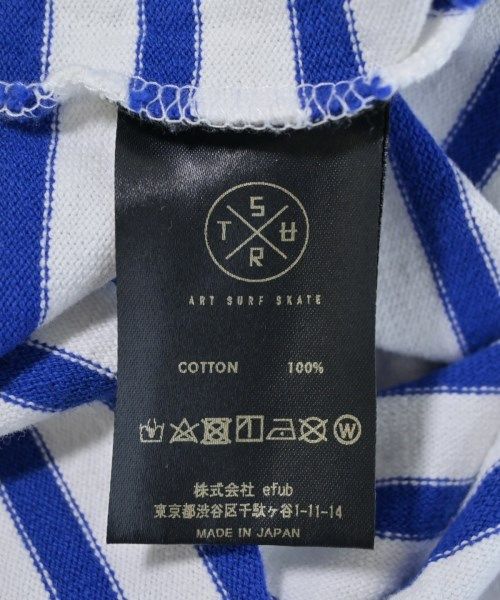 S
T U
R
ART SURF SKATE
COTTON 100%
W
株式会社 efub
東京都渋谷区千駄ヶ谷1-11-14
MADE IN JAPAN